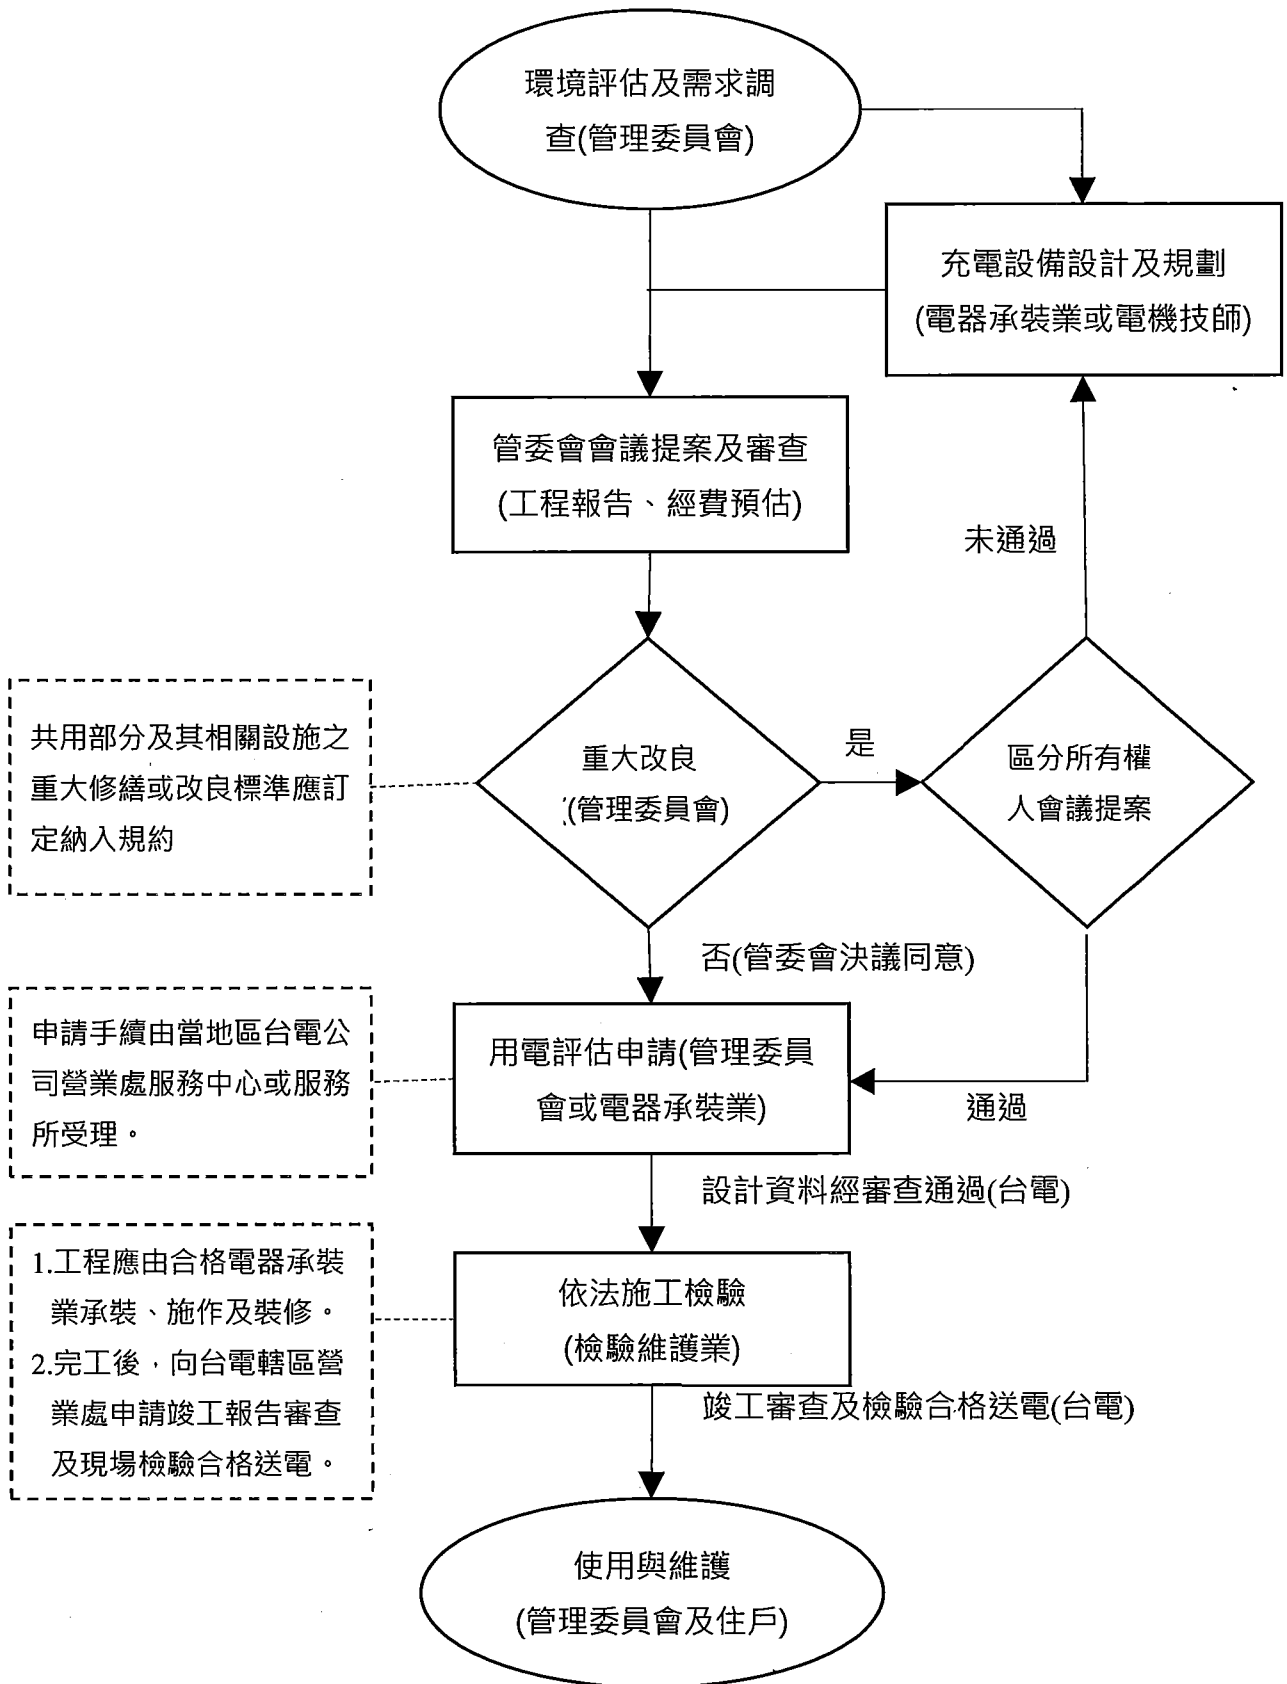 環境評估及需求調
查(管理委員會)
充電設備設計及規劃
(電器承裝業或電機技師)
管委會會議提案及審查
(工程報告、經費預估)
未通過
共用部分及其相關設施之
重大修繕或改良標準應訂
定納入規約
重大改良
(管理委員會)
是
區分所有權
人會議提案
否(管委會決議同意)
申請手續由當地區台電公
司營業處服務中心或服務
所受理。
用電評估申請(管理委員
會或電器承裝業)
通過
設計資料經審查通過(台電)
1.工程應由合格電器承裝
業承裝、施作及裝修。
2.完工後，向台電轄區營
業處申請竣工報告審查
及現場檢驗合格送電。
依法施工檢驗
(檢驗維護業)
竣工審查及檢驗合格送電(台電)
使用與維護
(管理委員會及住戶)